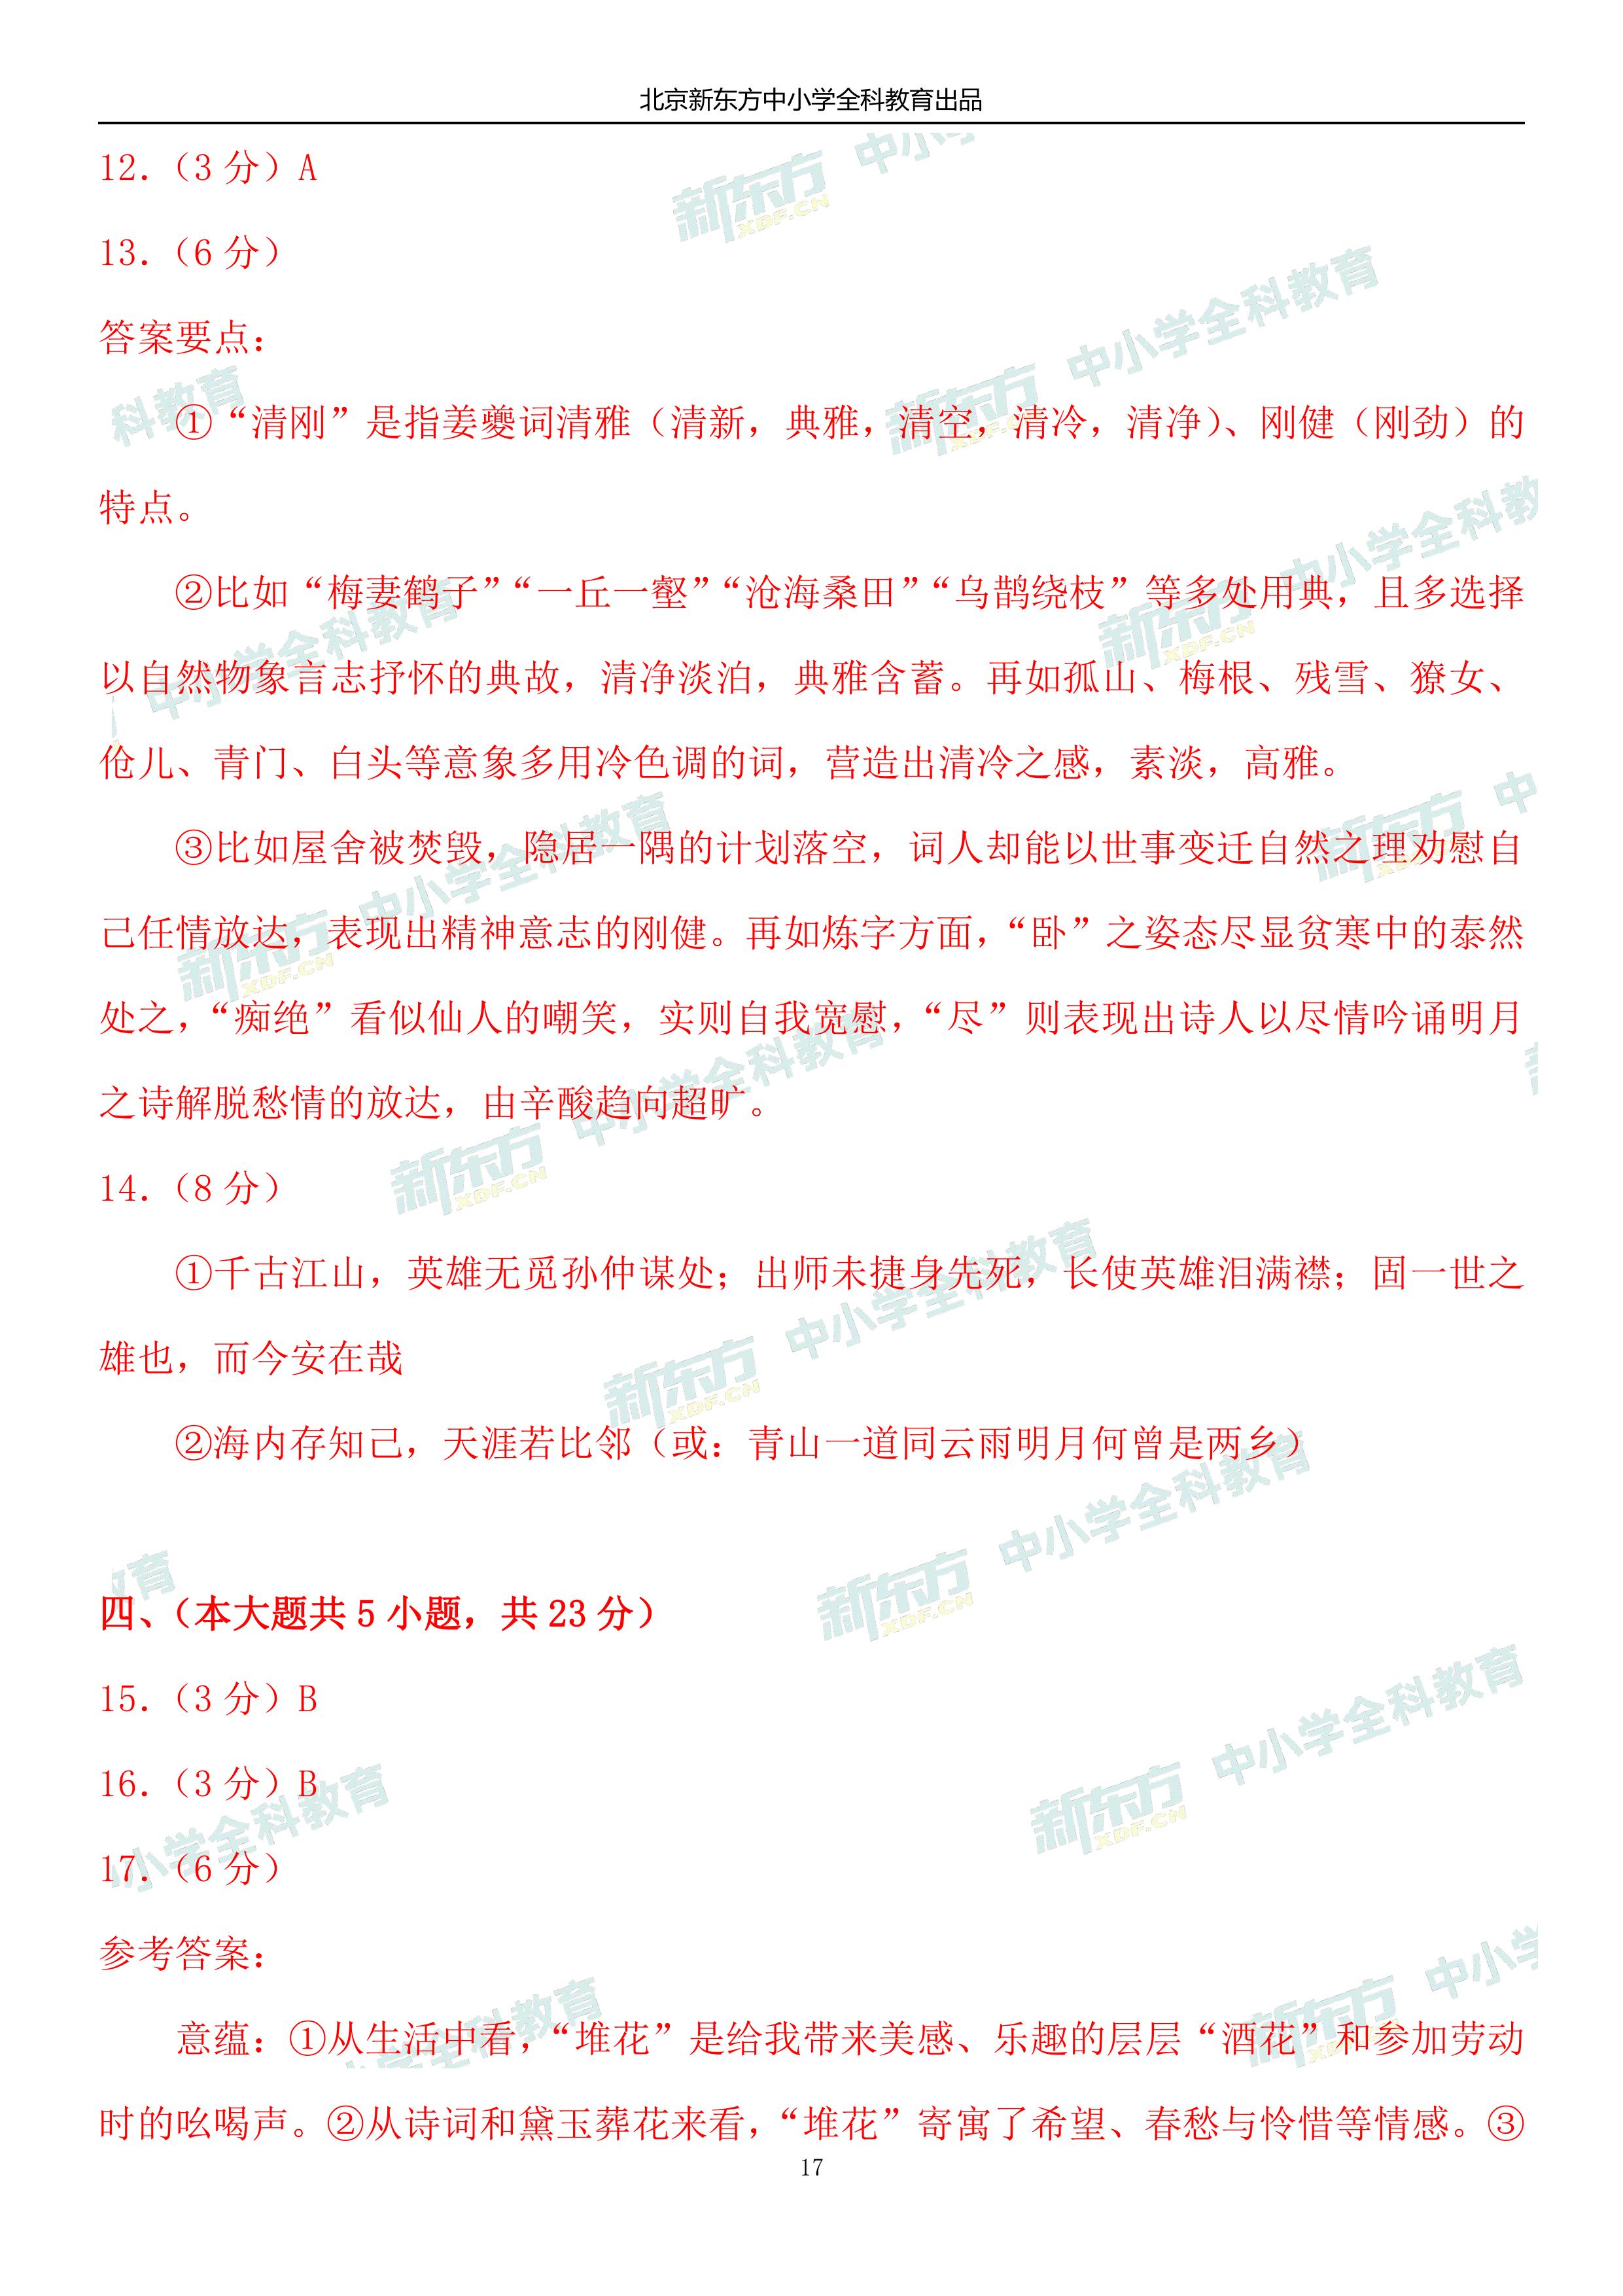 北京新东方中小学全科教育出品
12.（3 分）A
13.（6 分）
答案要点：
①“清刚”是指姜夔词清雅（清新，典雅，清空，清冷，清净）、刚健（刚劲）的
特点。
②比如“梅妻鹤子”“一丘一壑”“沧海桑田”“乌鹊绕枝”等多处用典，且多选择
以自然物象言志抒怀的典故，清净淡泊，典雅含蓄。再如孤山、梅根、残雪、獠女、
伧儿、青门、白头等意象多用冷色调的词，营造出清冷之感，素淡，高雅。
③比如屋舍被焚毁，隐居一隅的计划落空，词人却能以世事变迁自然之理劝慰自
己任情放达，表现出精神意志的刚健。再如炼字方面，“卧”之姿态尽显贫寒中的泰然
处之，“痴绝”看似仙人的嘲笑，实则自我宽慰，“尽”则表现出诗人以尽情吟诵明月
之诗解脱愁情的放达，由辛酸趋向超旷。
14.（8 分）
①千古江山，英雄无觅孙仲谋处；出师未捷身先死，长使英雄泪满襟；固一世之
雄也，而今安在哉
②海内存知己，天涯若比邻（或：青山一道同云雨明月何曾是两乡）
四、（本大题共 5 小题，共 23 分）
15.（3 分）B
16.（3 分）B
17.（6 分）
参考答案：
意蕴：①从生活中看，“堆花”是给我带来美感、乐趣的层层“酒花”和参加劳动
时的吆喝声。②从诗词和黛玉葬花来看，“堆花”寄寓了希望、春愁与怜惜等情感。③
17
新东方 XDF.CN 中小学全科教育